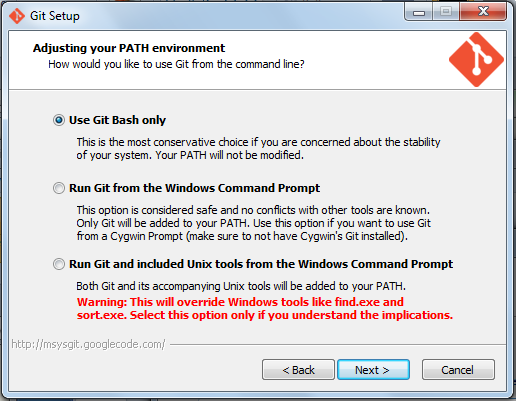 Git Setup
Adjusting your PATH environment
How would you like to use Git from the command line?
Use Git Bash only
This is the most conservative choice if you are concerned about the stability
of your system. Your PATH will not be modified.
Run Git from the Windows Command Prompt
This option is considered safe and no conflicts with other tools are known.
Only Git will be added to your PATH. Use this option if you want to use Git
from a Cygwin Prompt (make sure to not have Cygwin's Git installed).
Run Git and included Unix tools from the Windows Command Prompt
Both Git and its accompanying Unix tools will be added to your PATH.
Warning: This will override Windows tools like find.exe and
sort.exe. Select this option only if you understand the implications.
http://msysgit.googlecode.com/
< Back
Next >
Cancel